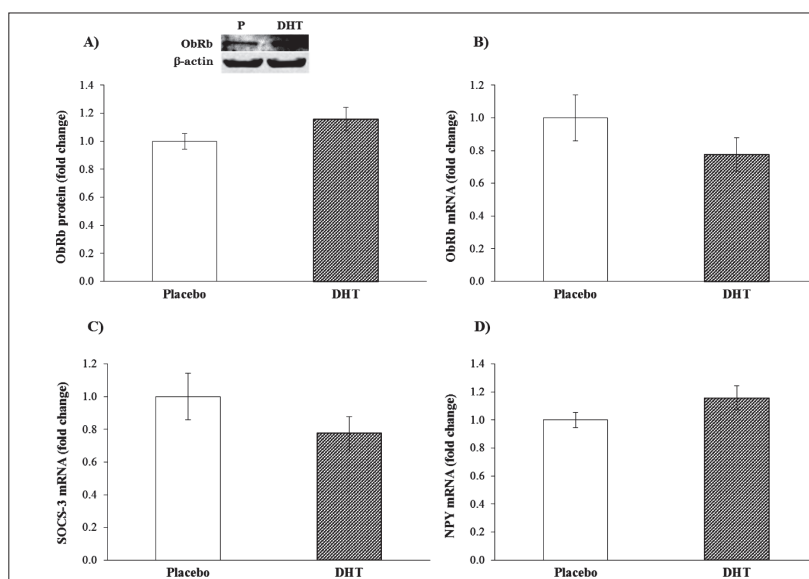 P DHT
A) ObRb B)
β-actin
ObRb protein (fold change)
1.4
1.2
1.0
0.8
0.6
0.4
0.2
0.0
Placebo DHT
ObRb mRNA (fold change)
1.2
1.0
0.8
0.6
0.4
0.2
0.0
Placebo DHT
C)
SOCS-3 mRNA (fold change)
1.2
1.0
0.8
0.6
0.4
0.2
0.0
Placebo DHT
D)
NPY mRNA (fold change)
1.4
1.2
1.0
0.8
0.6
0.4
0.2
0.0
Placebo DHT